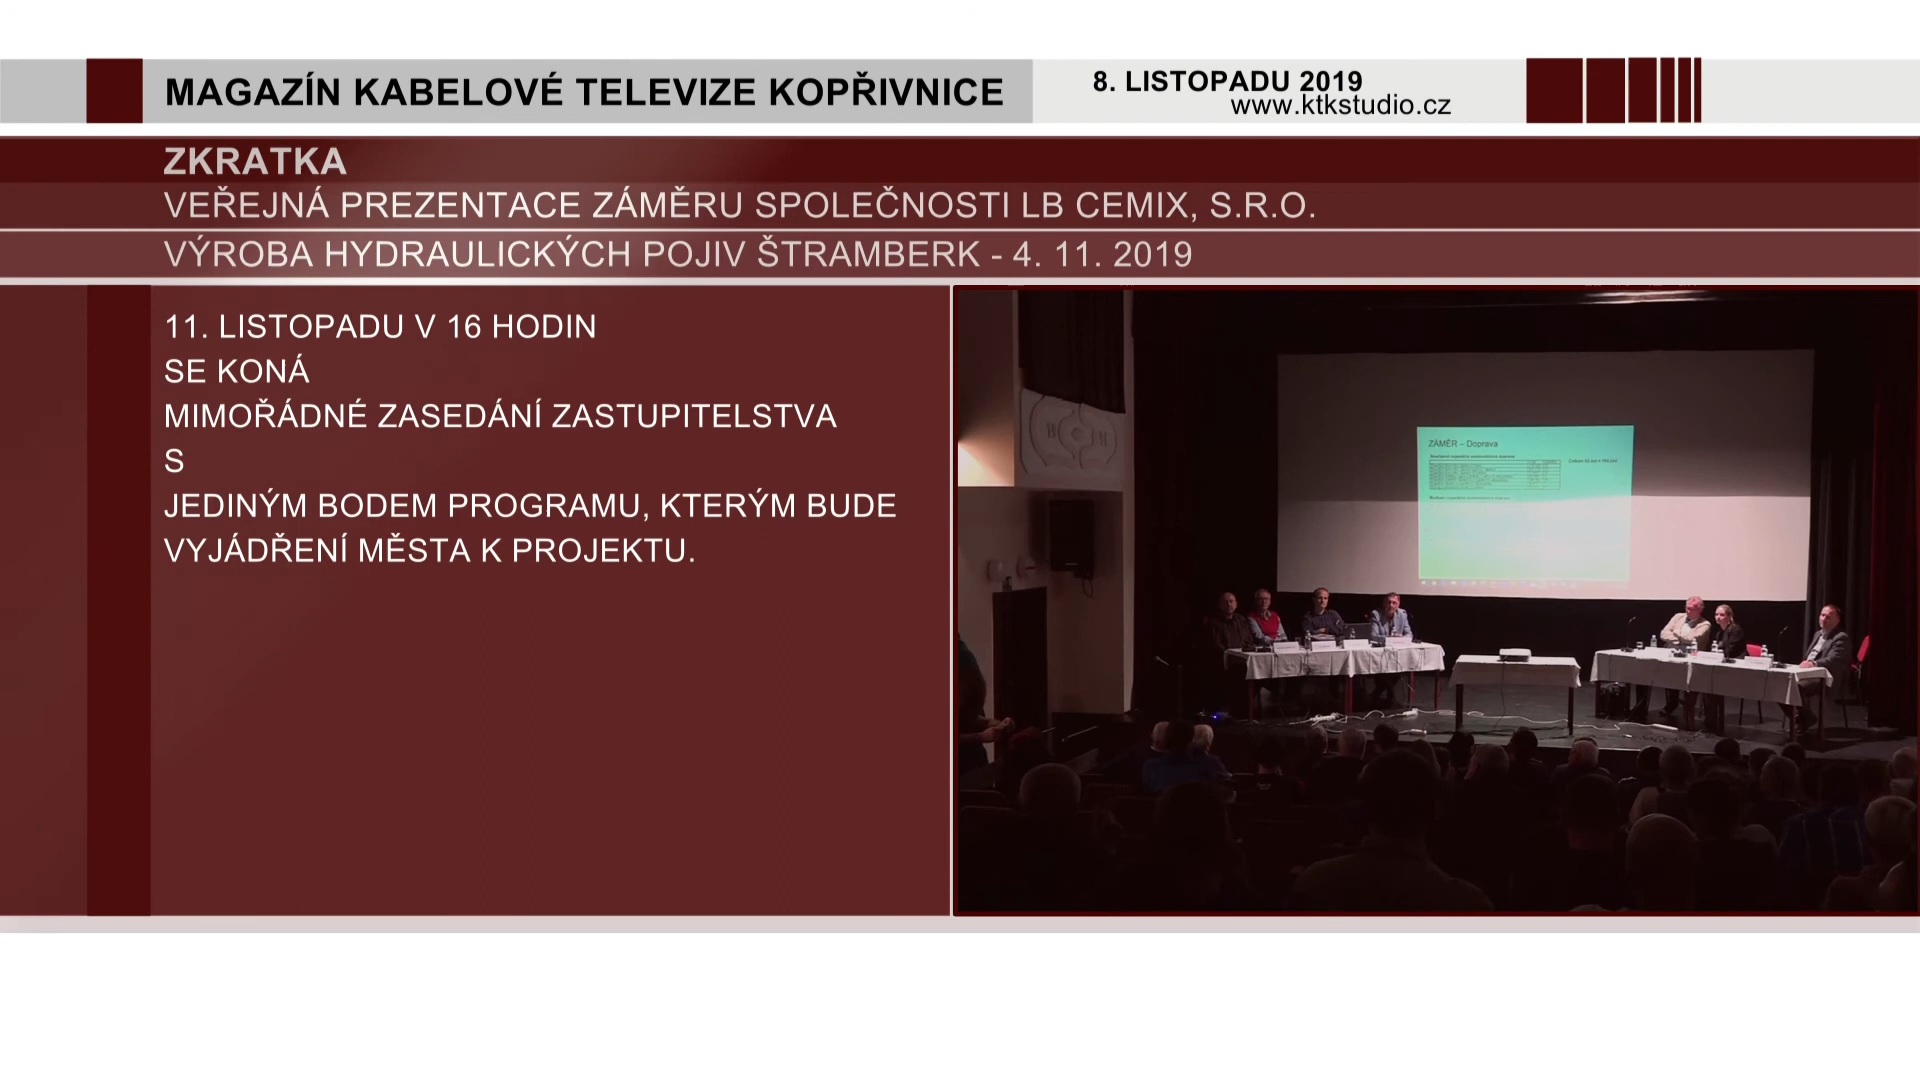 MAGAZÍN KABELOVÉ TELEVIZE KOPŘIVNICE
8. LISTOPADU 2019
www.ktkstudio.cz
ZKRATKA
VEŘEJNÁ PREZENTACE ZÁMĚRU SPOLEČNOSTI LB CEMIX, S.R.O.
VÝROBA HYDRAULICKÝCH POJIV ŠTRAMBERK - 4. 11. 2019
11. LISTOPADU V 16 HODIN
SE KONÁ
MIMOŘÁDNÉ ZASEDÁNÍ ZASTUPITELSTVA
S
JEDINÝM BODEM PROGRAMU, KTERÝM BUDE
VYJÁDŘENÍ MĚSTA K PROJEKTU.
ZÁMĚR – Doprava